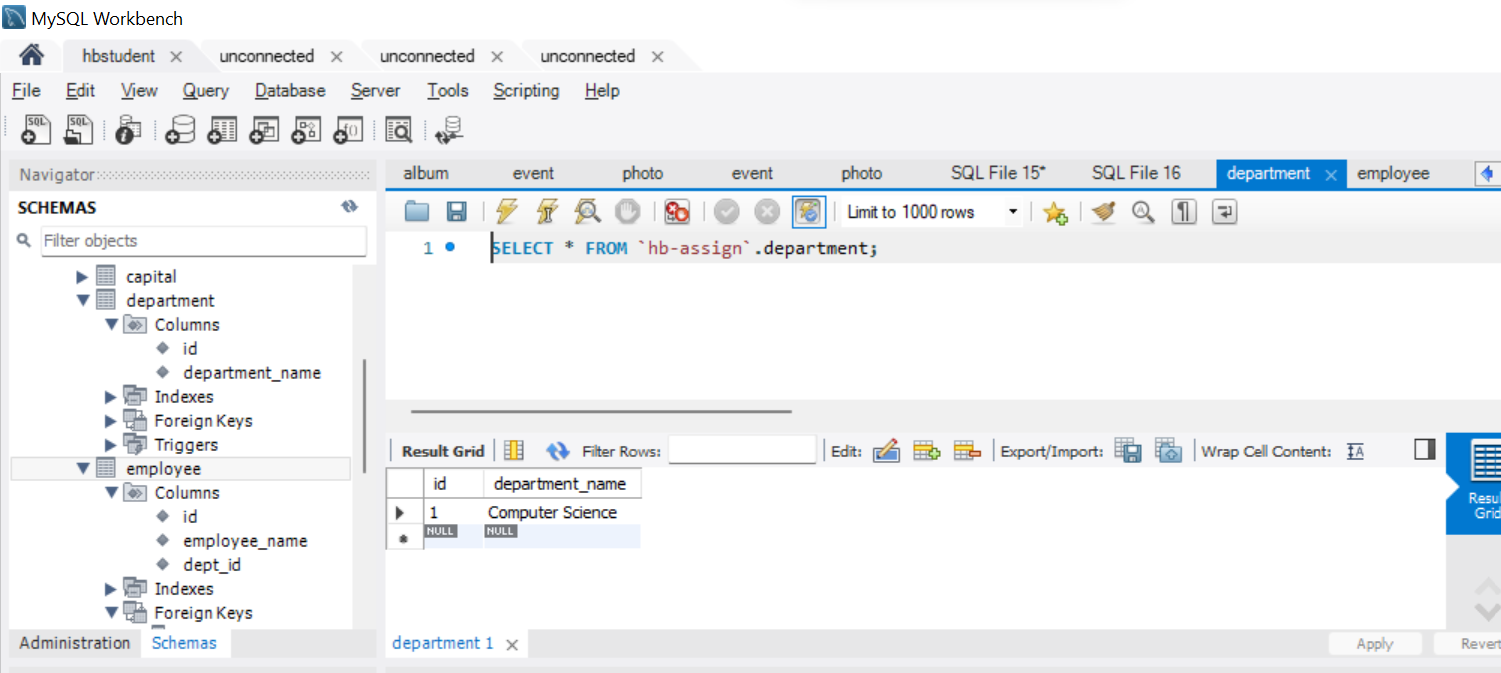 MySQL Workbench
hbstudent unconnected unconnected unconnected
File Edit View Query Database Server Tools Scripting Help
SQL SQL
Navigator album event photo event photo SQL File 15* SQL File 16 department employee
SCHEMAS
Limit to 1000 rows
Filter objects
1 SELECT * FROM `hb-assign`.department;
capital
department
Columns
id
department_name
Indexes
Foreign Keys
Triggers
employee
Columns
id
employee_name
dept_id
Indexes
Foreign Keys
Administration Schemas
Result Grid Filter Rows: Edit: Export/Import: Wrap Cell Content: IA
id department_name
1 Computer Science
NULL NULL
Grid
department 1 Apply Revert